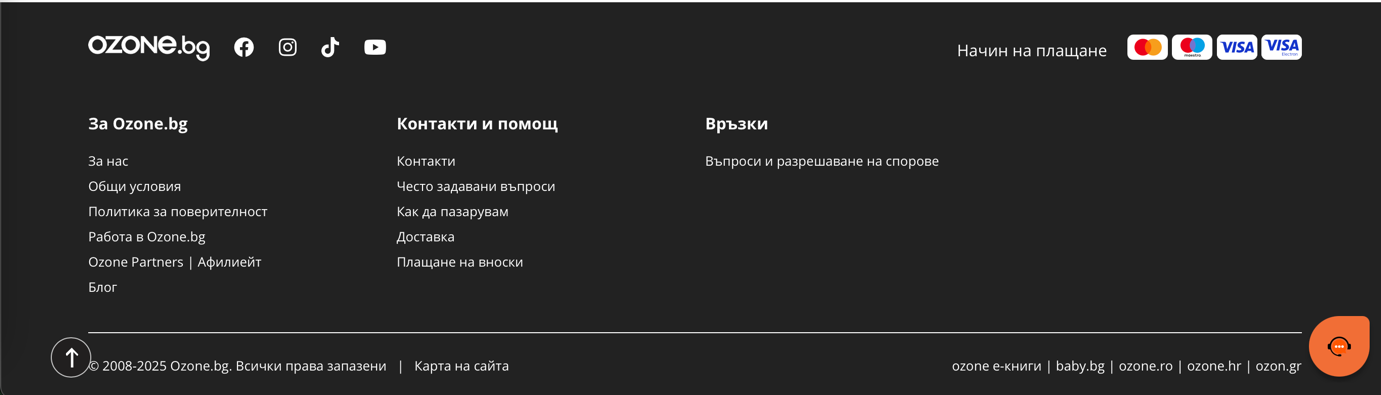 ozone.bg
Начин на плащане
maestro
VISA
VISA
Electron
За Ozone.bg
За нас
Общи условия
Политика за поверителност
Работа в Ozone.bg
Ozone Partners | Афилиейт
Блог
Контакти и помощ
Контакти
Често задавани въпроси
Как да пазарувам
Доставка
Плащане на вноски
Връзки
Въпроси и разрешаване на спорове
© 2008-2025 Ozone.bg. Всички права запазени | Карта на сайта
ozone е-книги | baby.bg | ozone.ro | ozone.hr | ozon.gr